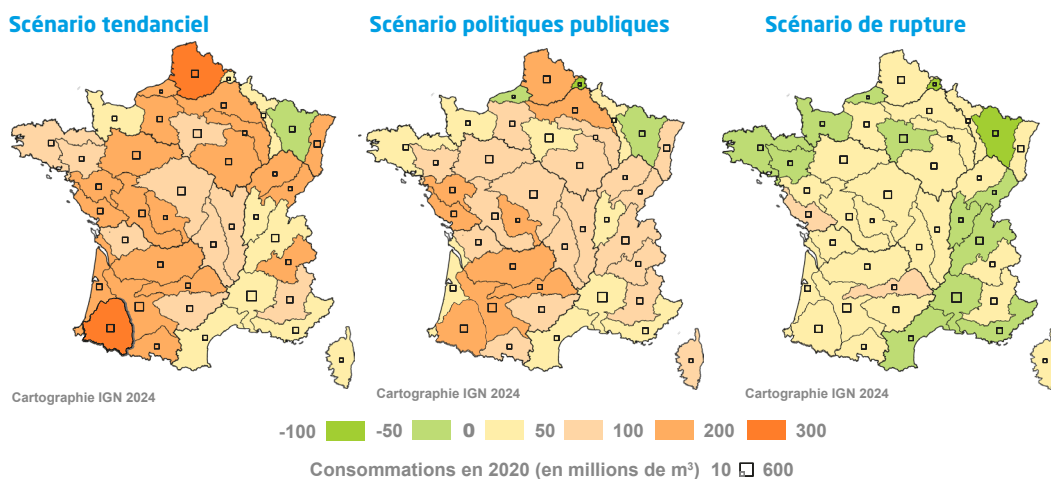 Scénario tendanciel Scénario politiques publiques Scénario de rupture
Cartographie IGN 2024 Cartographie IGN 2024 Cartographie IGN 2024
-100 -50 0 50 100 200 300
Consommations en 2020 (en millions de m³) 10 600